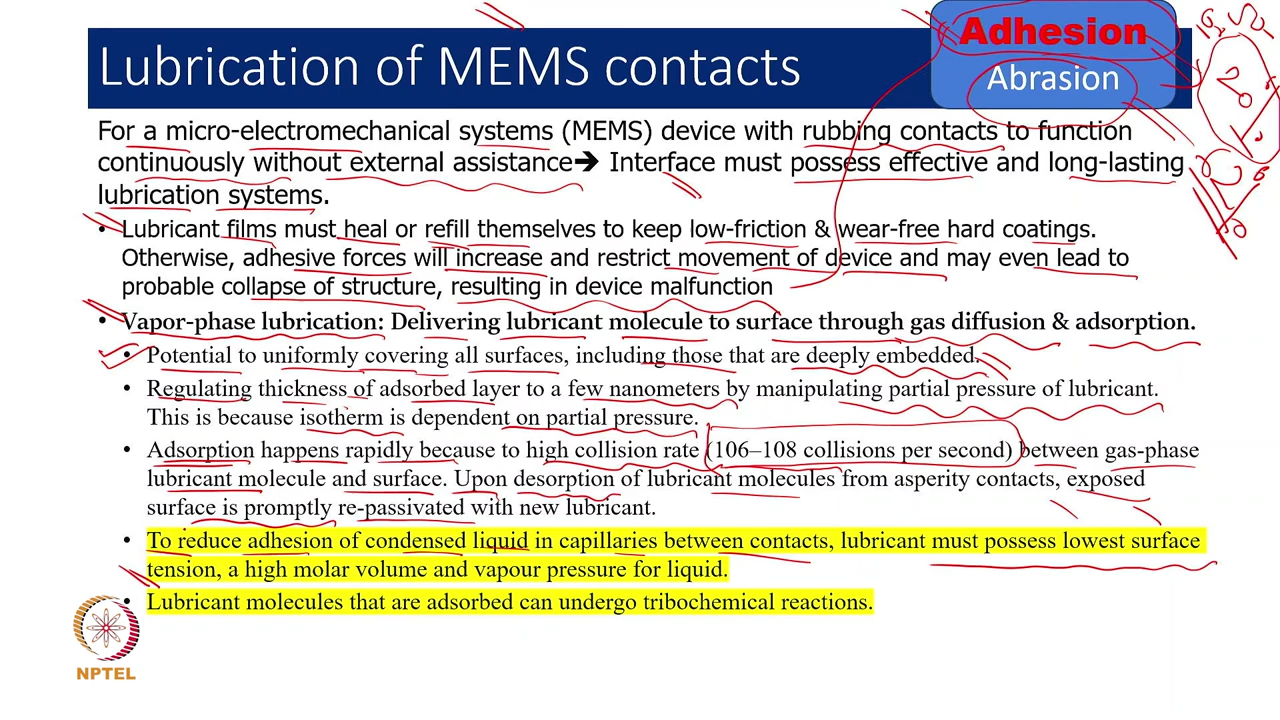 Lubrication of MEMS contacts
Adhesion
Abrasion
For a micro-electromechanical systems (MEMS) device with rubbing contacts to function
continuously without external assistance➔ Interface must possess effective and long-lasting
lubrication systems.
• Lubricant films must heal or refill themselves to keep low-friction & wear-free hard coatings.
Otherwise, adhesive forces will increase and restrict movement of device and may even lead to
probable collapse of structure, resulting in device malfunction
• Vapor-phase lubrication: Delivering lubricant molecule to surface through gas diffusion & adsorption.
• Potential to uniformly covering all surfaces, including those that are deeply embedded.
• Regulating thickness of adsorbed layer to a few nanometers by manipulating partial pressure of lubricant.
This is because isotherm is dependent on partial pressure.
• Adsorption happens rapidly because to high collision rate (106–108 collisions per second) between gas-phase
lubricant molecule and surface. Upon desorption of lubricant molecules from asperity contacts, exposed
surface is promptly re-passivated with new lubricant.
• To reduce adhesion of condensed liquid in capillaries between contacts, lubricant must possess lowest surface
tension, a high molar volume and vapour pressure for liquid.
• Lubricant molecules that are adsorbed can undergo tribochemical reactions.
NPTEL